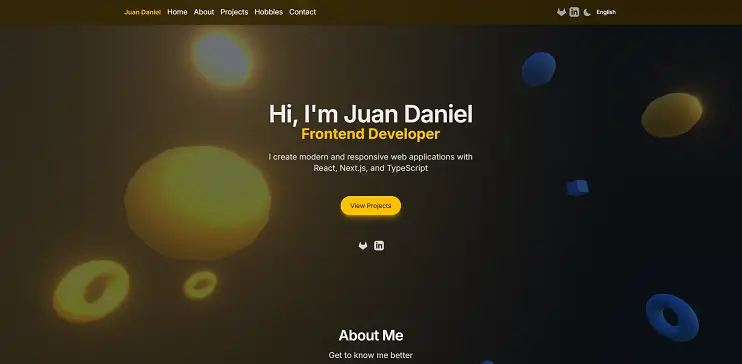 Juan Daniel Home About Projects Hobbies Contact English
Hi, I'm Juan Daniel
Frontend Developer
I create modern and responsive web applications with
React, Next.js, and TypeScript
View Projects
About Me
Get to know me better